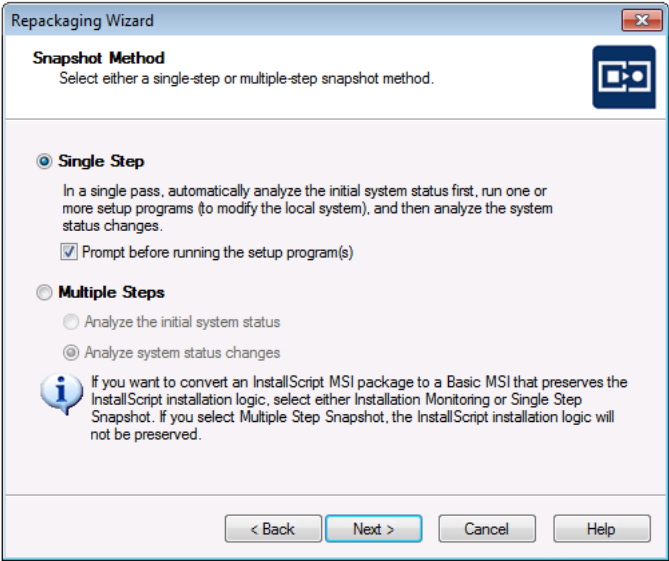 Repackaging Wizard
Snapshot Method
Select either a single-step or multiple-step snapshot method.
Single Step
In a single pass, automatically analyze the initial system status first, run one or
more setup programs (to modify the local system), and then analyze the system
status changes.
Prompt before running the setup program(s)
Multiple Steps
Analyze the initial system status
Analyze system status changes
If you want to convert an InstallScript MSI package to a Basic MSI that preserves the
InstallScript installation logic, select either Installation Monitoring or Single Step
Snapshot. If you select Multiple Step Snapshot, the InstallScript installation logic will
not be preserved.
< Back
Next >
Cancel
Help